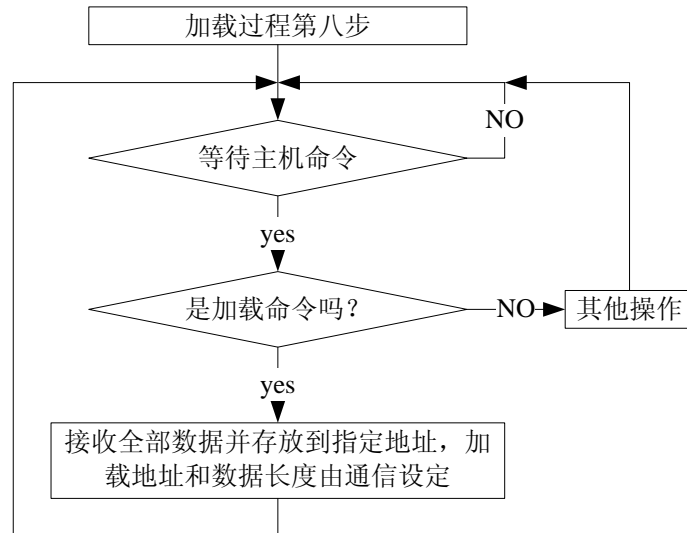 加载过程第八步
NO
等待主机命令
yes
是加载命令吗?
NO
其他操作
yes
接收全部数据并存放到指定地址，加
载地址和数据长度由通信设定